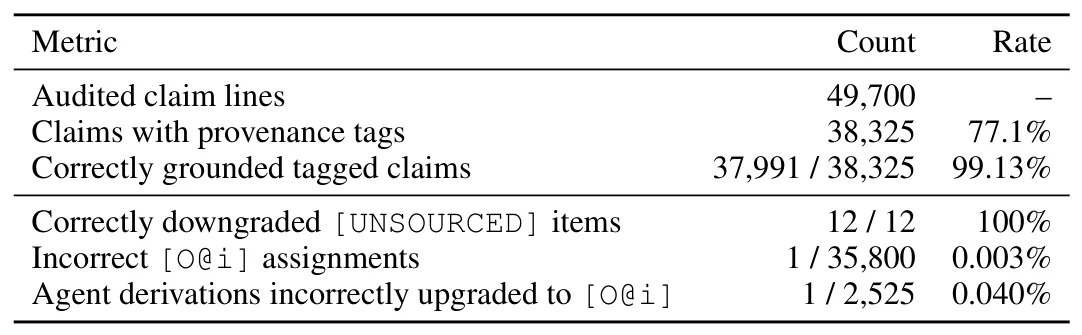 Metric Count Rate
Audited claim lines 49,700 –
Claims with provenance tags 38,325 77.1%
Correctly grounded tagged claims 37,991 / 38,325 99.13%
Correctly downgraded [UNSOURCED] items 12 / 12 100%
Incorrect [O@i] assignments 1 / 35,800 0.003%
Agent derivations incorrectly upgraded to [O@i] 1 / 2,525 0.040%